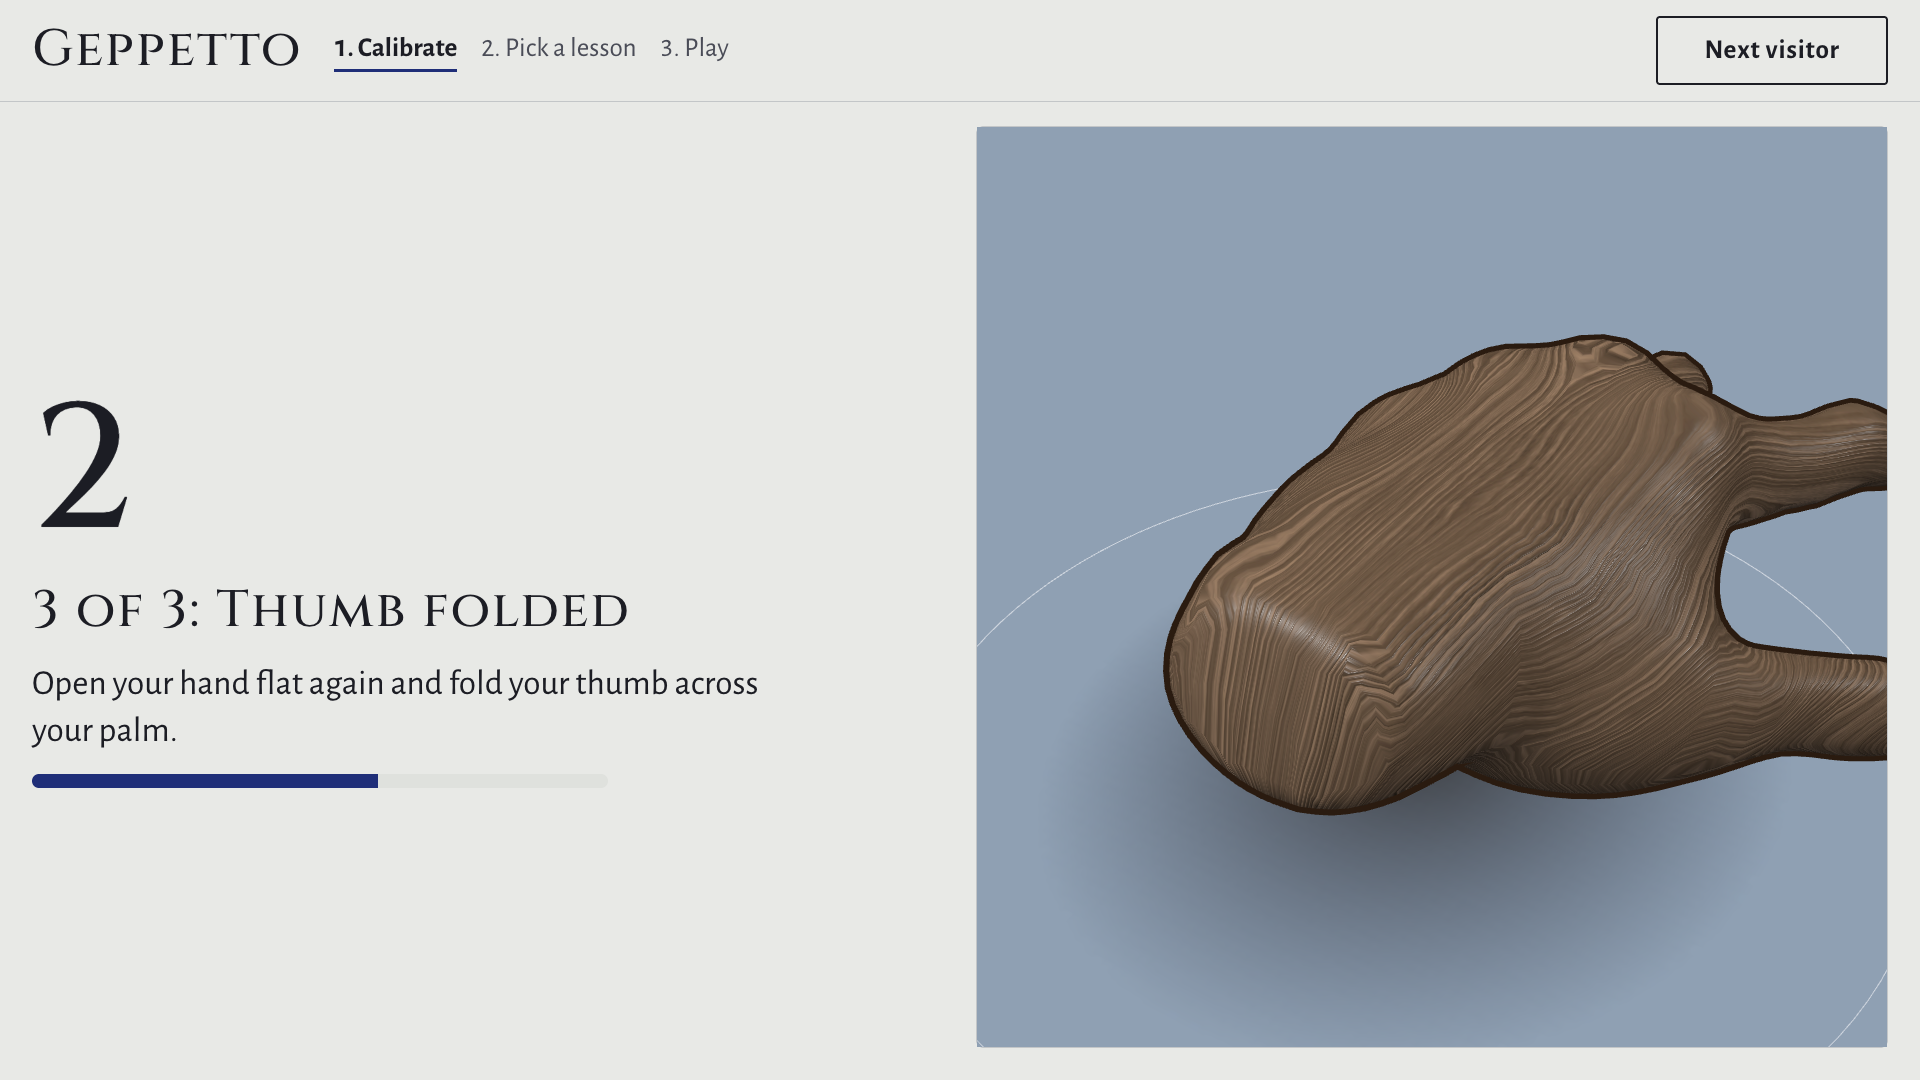 Geppetto
1. Calibrate
2. Pick a lesson
3. Play
Next visitor
2
3 of 3: Thumb folded
Open your hand flat again and fold your thumb across
your palm.